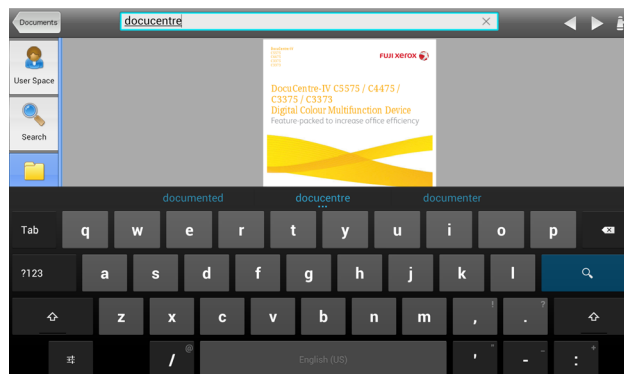 Documents
docucentre
User Space
Search
FUJI XEROX
DocuCentre-IV C5575 / C4475 /
C3375 / C3373
Digital Colour Multifunction Device
Feature-packed to increase office efficiency
documented docucentre documenter
Tab q w e r t y u i o p
?123 a s d f g h j k l
z x c v b n m , ! . ?
/ @ English (US) ' " - _ : +